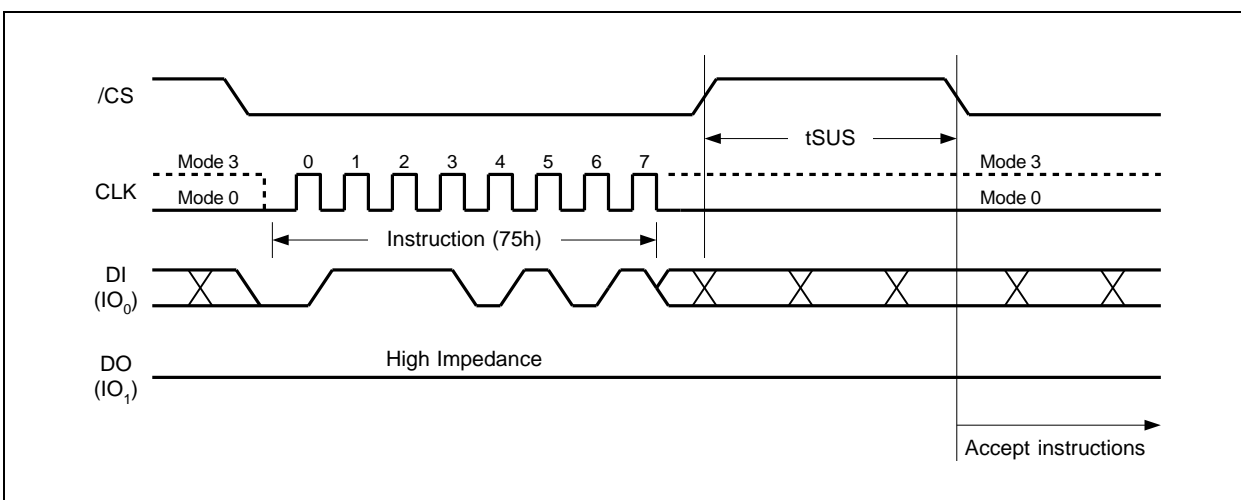 /CS
tSUS
Mode 3 0 1 2 3 4 5 6 7 Mode 3
CLK
Mode 0 Mode 0
Instruction (75h)
DI
(IO₀)
High Impedance
DO
(IO₁)
Accept instructions